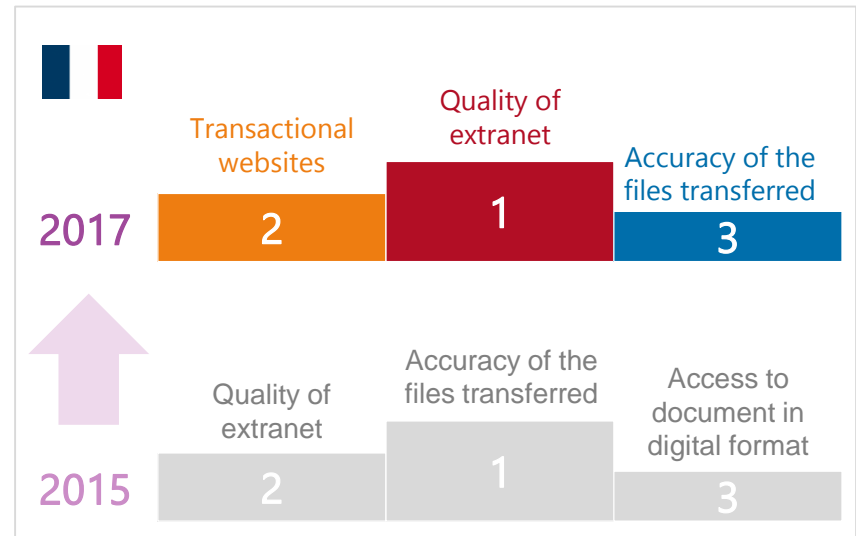 Transactional
websites
Quality of
extranet
Accuracy of the
files transferred
2017
2
1
3
Quality of
extranet
Accuracy of the
files transferred
Access to
document in
digital format
2015
2
1
3